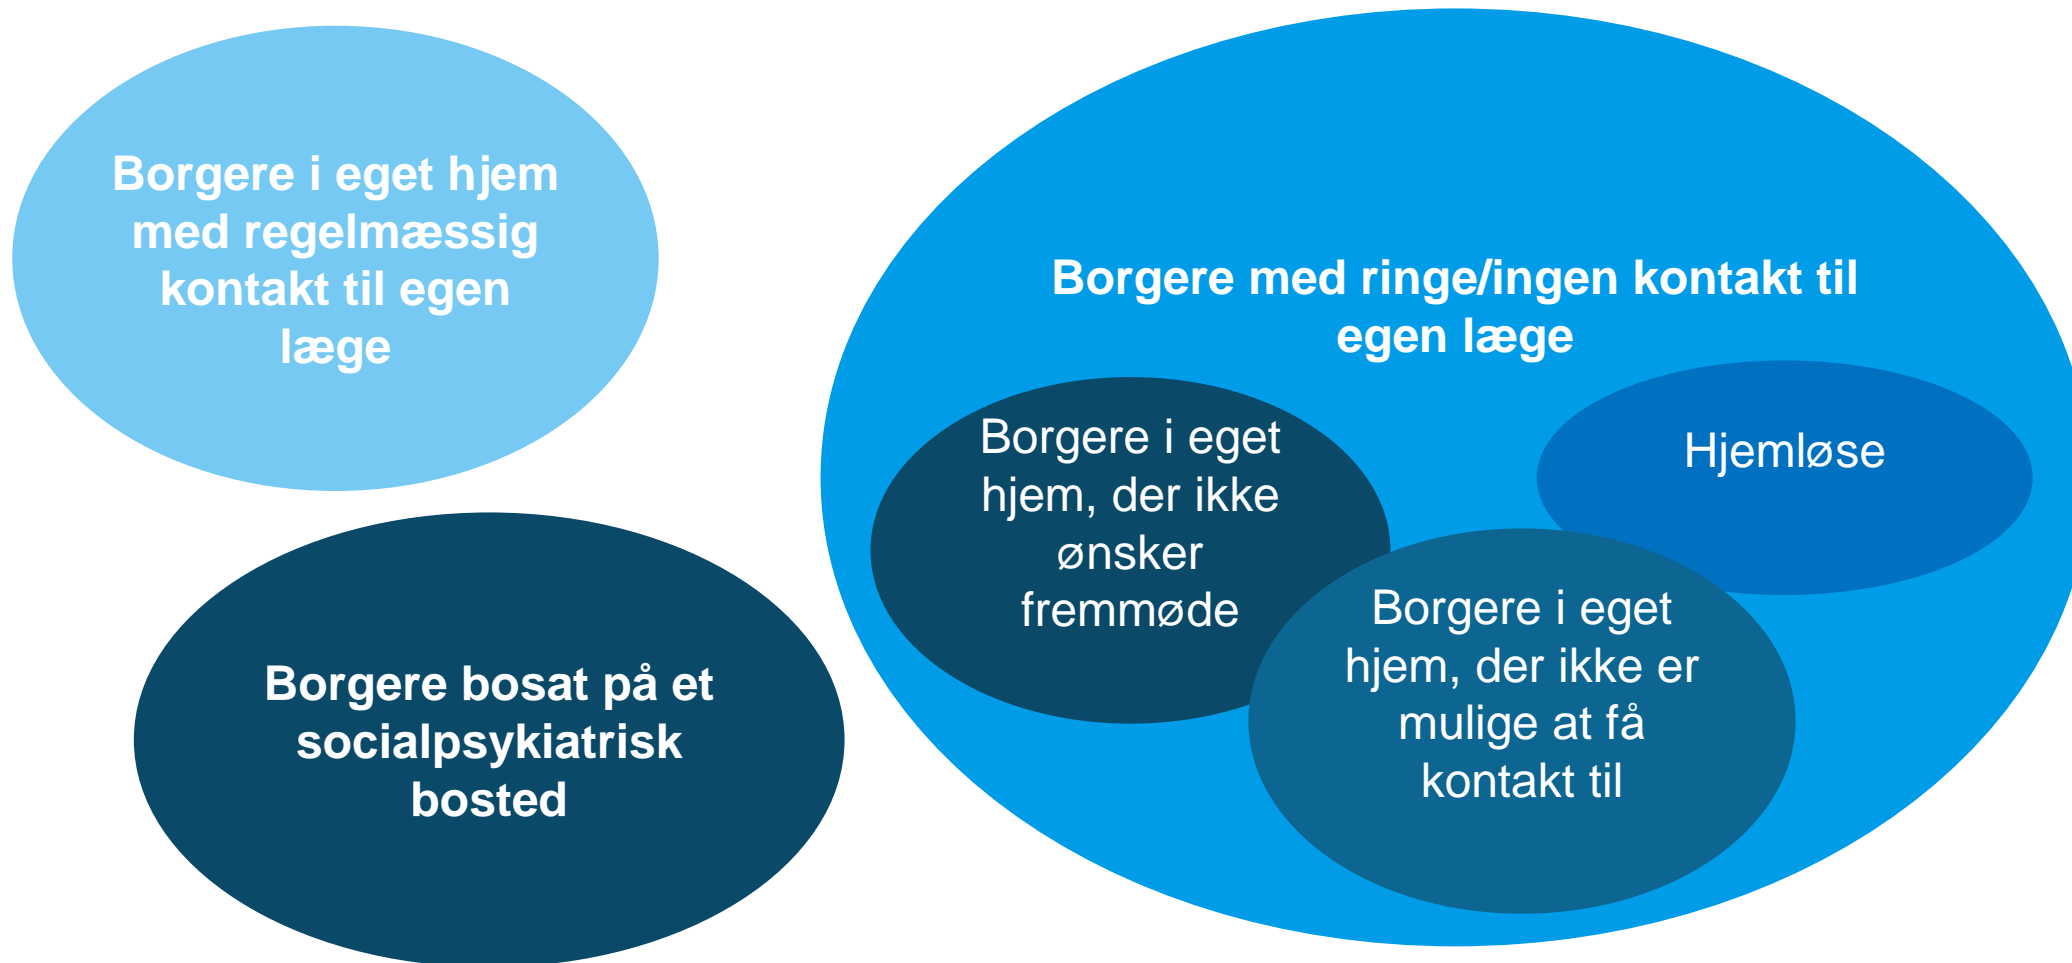 Borgere i eget hjem
med regelmæssig
kontakt til egen
læge
Borgere bosat på et
socialpsykiatrisk
bosted
Borgere med ringe/ingen kontakt til
egen læge
Borgere i eget
hjem, der ikke
ønsker
fremmøde
Hjemløse
Borgere i eget
hjem, der ikke er
mulige at få
kontakt til